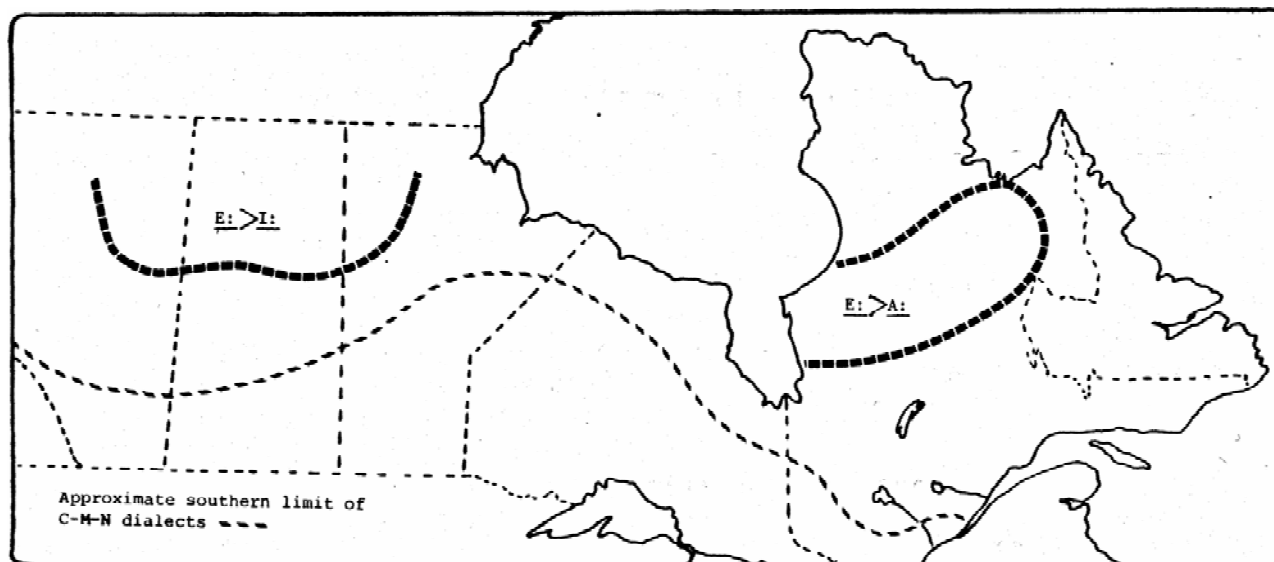 E: >I:
E: >A:
Approximate southern limit of
C-M-N dialects ---